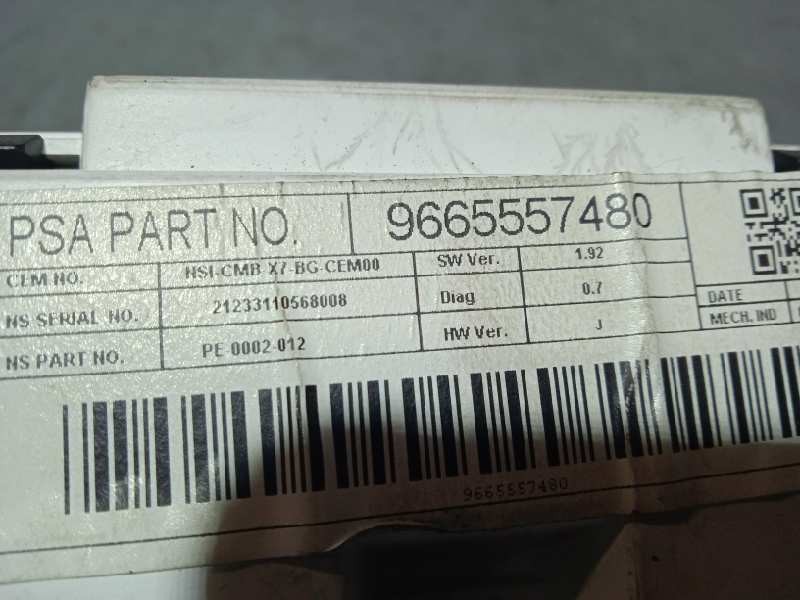 PSA PART NO. 9665557480
CEM NO. NSI-CMB X7-BG-CEM00 SW Ver. 1.92
NS SERIAL NO. 21233110568008 Diag 0.7 DATE
NS PART NO. PE 0002 012 HW Ver. J MECH. IND
9665557480